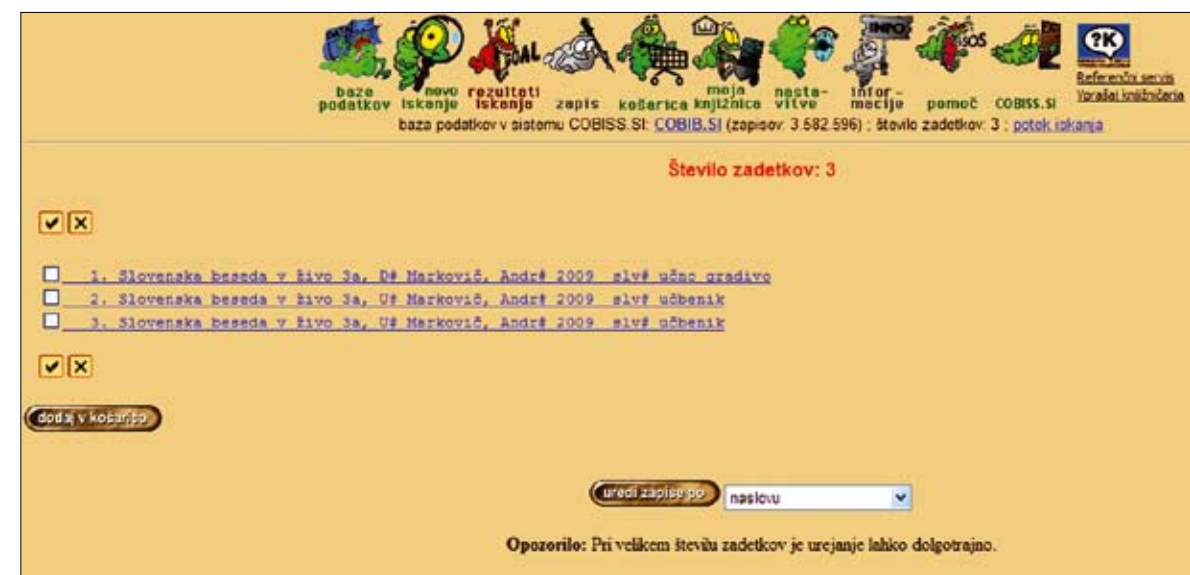 GOAL
INFO
SOS
?K
baze podatkov
novo iskanje
rezultati iskanja
zapis
košarica
moja knjižnica
nastavitve
informacije
pomoč
COBISS.SI
Referenčni servis
Vprašaj knjižničarja
baza podatkov v sistemu COBISS.SI: COBIB.SI (zapisov: 3.582.596) ; število zadetkov: 3 ; potek iskanja
Število zadetkov: 3
1. Slovenska beseda v živo 3a, D# Markovič, Andr# 2009 slv# učno gradivo
2. Slovenska beseda v živo 3a, U# Markovič, Andr# 2009 slv# učbenik
3. Slovenska beseda v živo 3a, U# Markovič, Andr# 2009 slv# učbenik
dodaj v košarico
uredi zapise po
naslovu
Opozorilo: Pri velikem številu zadetkov je urejanje lahko dolgotrajno.